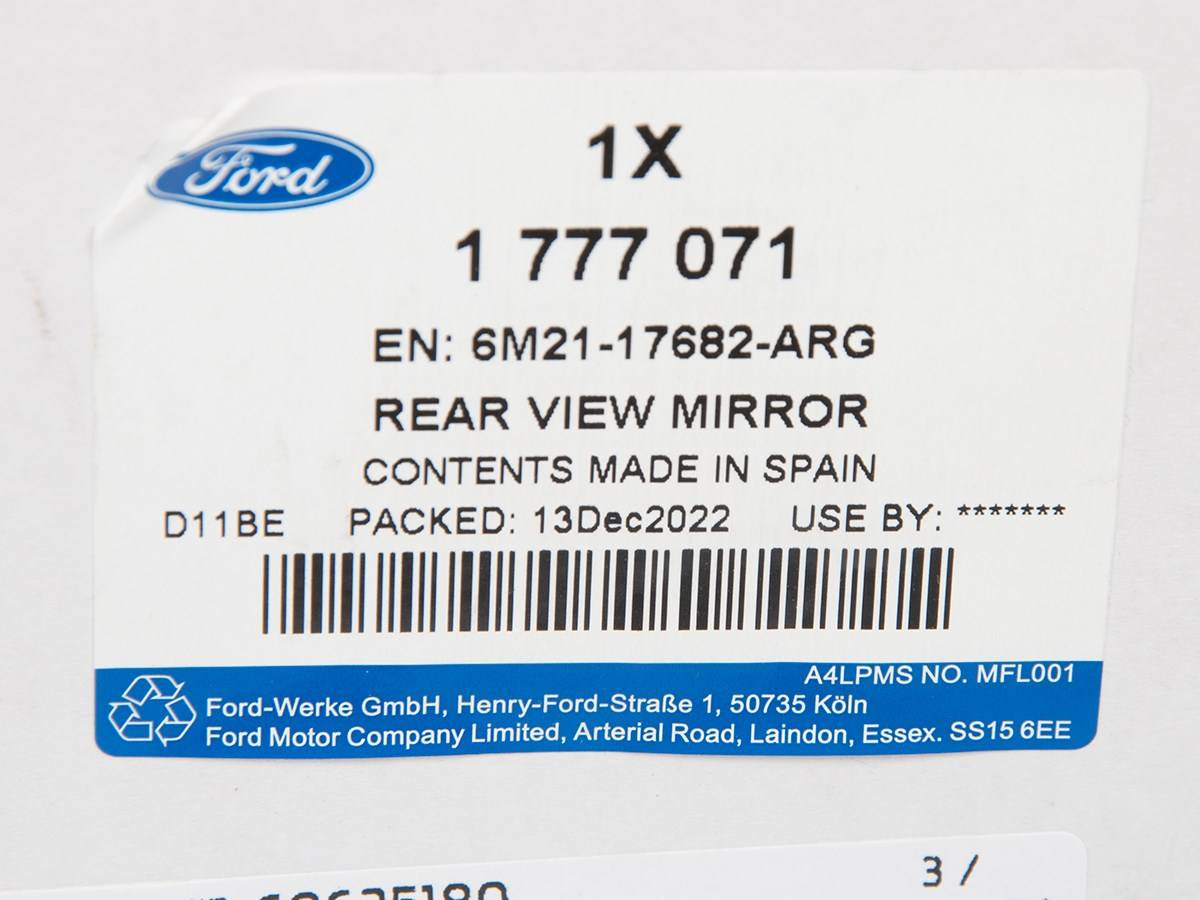 Ford
1X
1 777 071
EN: 6M21-17682-ARG
REAR VIEW MIRROR
CONTENTS MADE IN SPAIN
D11BE PACKED: 13Dec2022 USE BY: *******
A4LPMS NO. MFL001
Ford-Werke GmbH, Henry-Ford-Straße 1, 50735 Köln
Ford Motor Company Limited, Arterial Road, Laindon, Essex. SS15 6EE
3 /